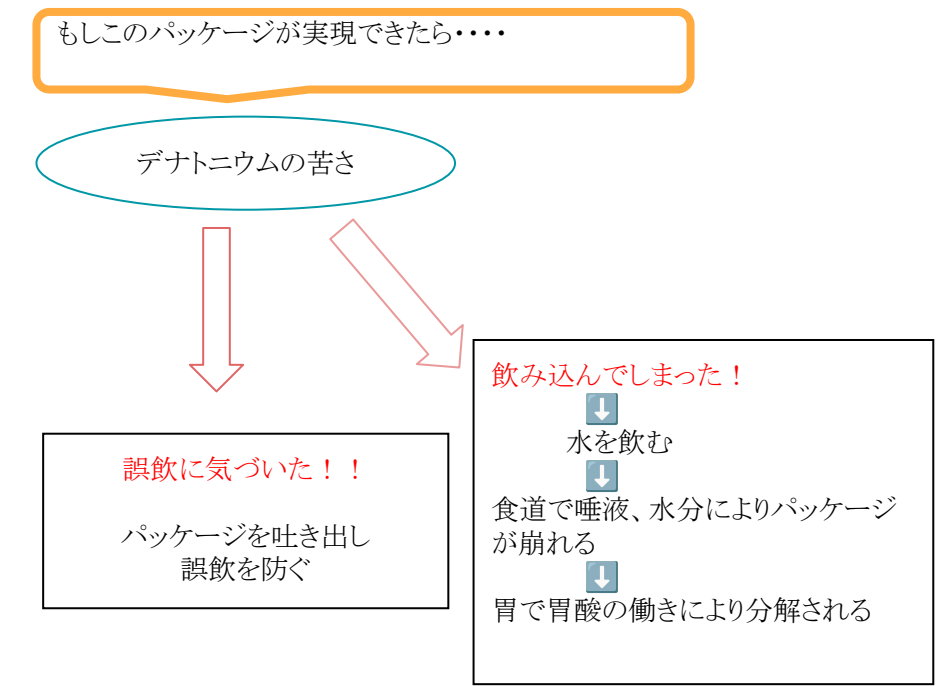 もしこのパッケージが実現できたら・・・・
デナトニウムの苦さ
誤飲に気づいた！！
パッケージを吐き出し
誤飲を防ぐ
飲み込んでしまった！
⬇️
水を飲む
⬇️
食道で唾液、水分によりパッケージ
が崩れる
⬇️
胃で胃酸の働きにより分解される